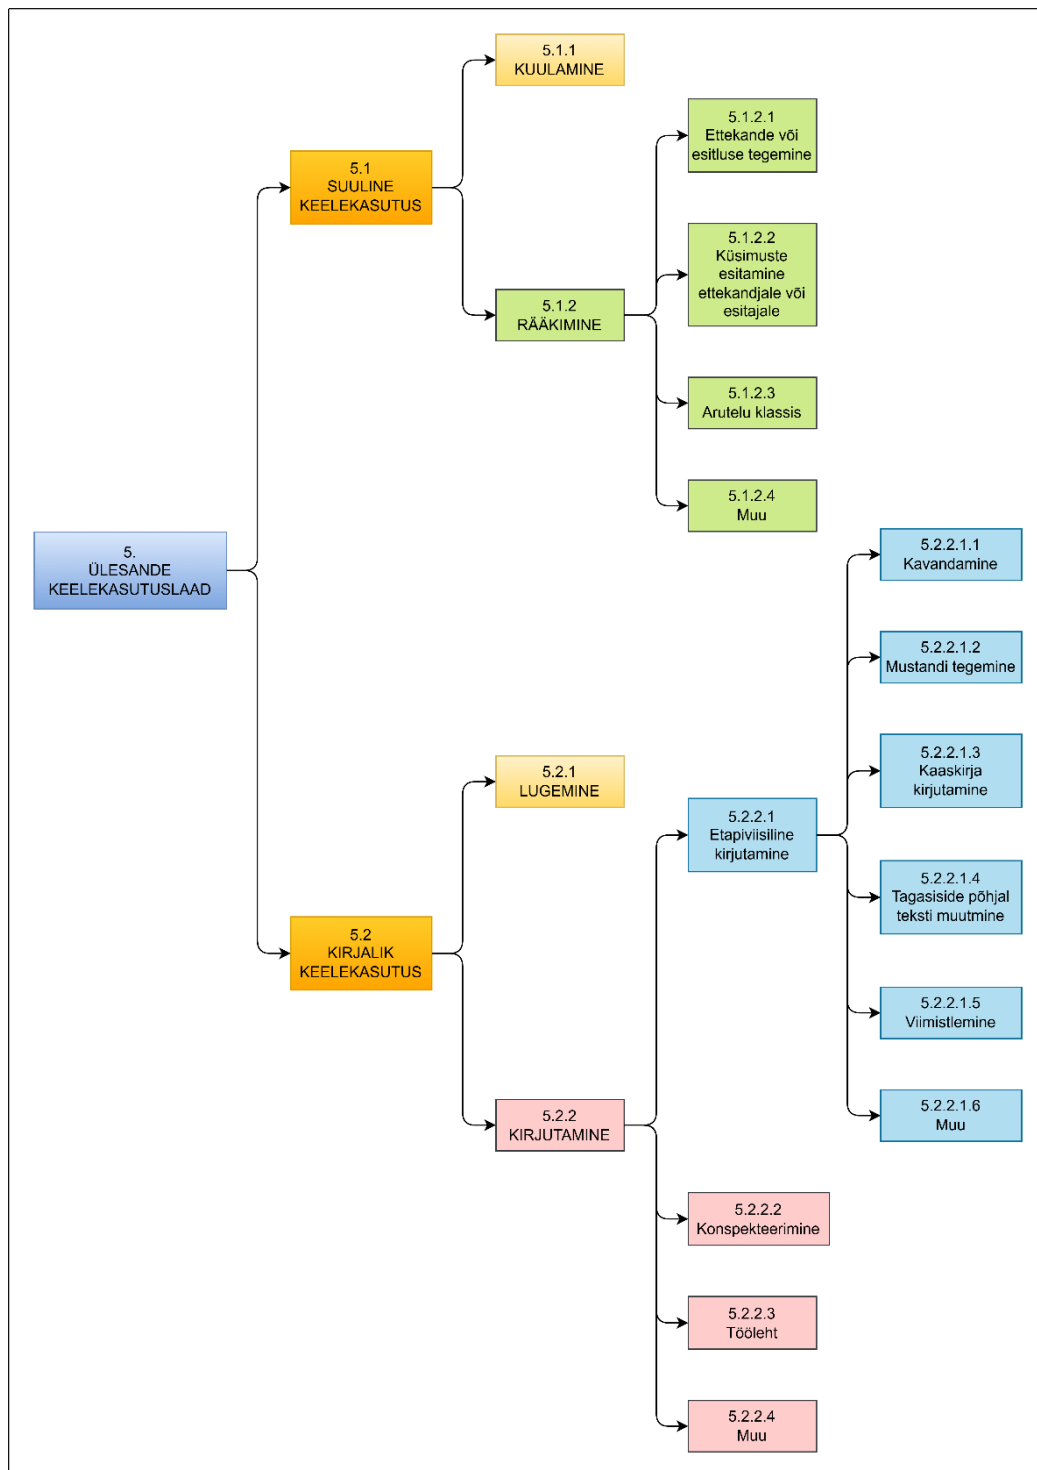 5.
ÜLESANDE
KEELEKASUTUSLAAD
5.1
SUULINE
KEELEKASUTUS
5.1.1
KUULAMINE
5.1.2
RÄÄKIMINE
5.1.2.1
Ettekande või
esitluse tegemine
5.1.2.2
Küsimuste
esitamine
ettekandjale või
esitajale
5.1.2.3
Arutelu klassis
5.1.2.4
Muu
5.2
KIRJALIK
KEELEKASUTUS
5.2.1
LUGEMINE
5.2.2
KIRJUTAMINE
5.2.2.1
Etapiviisiline
kirjutamine
5.2.2.1.1
Kavandamine
5.2.2.1.2
Mustandi tegemine
5.2.2.1.3
Kaaskirja
kirjutamine
5.2.2.1.4
Tagasiside põhjal
teksti muutmine
5.2.2.1.5
Viimistlemine
5.2.2.1.6
Muu
5.2.2.2
Konspekteerimine
5.2.2.3
Tööleht
5.2.2.4
Muu